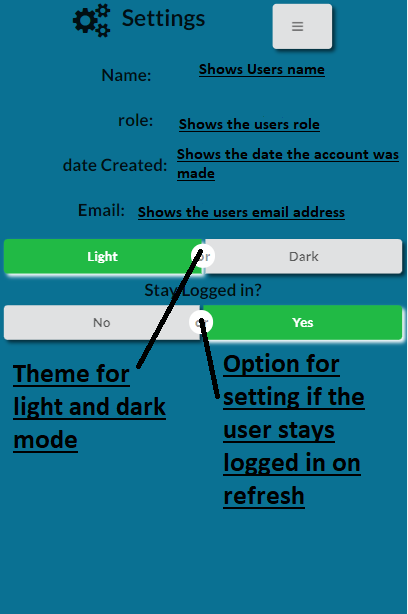 Settings
Name: Shows Users name
role: Shows the users role
date Created: Shows the date the account was
made
Email: Shows the users email address
Light or Dark
Stay Logged in?
No or Yes
Theme for
light and dark
mode
Option for
setting if the
user stays
logged in on
refresh